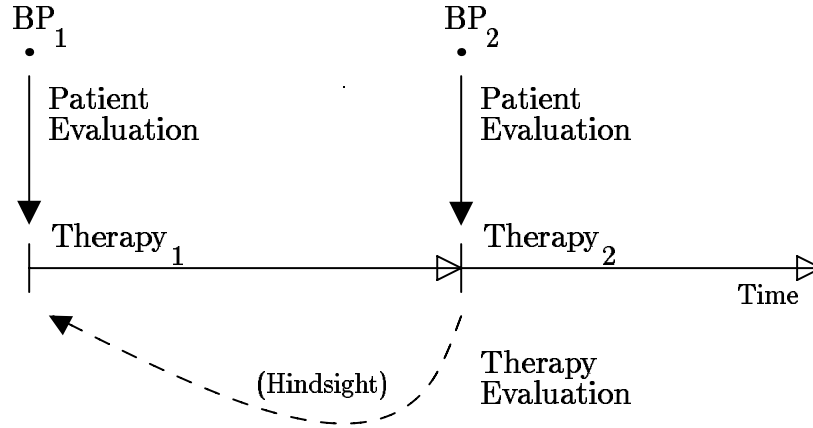 BP1
BP2
Patient
Evaluation
Patient
Evaluation
Therapy1
Therapy2
Time
(Hindsight)
Therapy
Evaluation